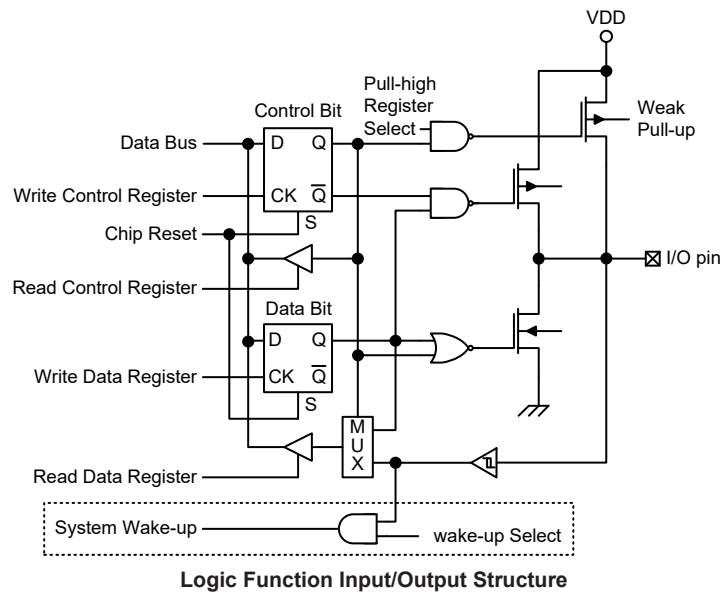 VDD
Pull-high
Register
Select
Weak
Pull-up
Control Bit
Data Bus
D
Q
Write Control Register
CK
Q
S
Chip Reset
I/O pin
Read Control Register
Data Bit
D
Q
Write Data Register
CK
Q
S
M
U
X
Read Data Register
System Wake-up
wake-up Select
Logic Function Input/Output Structure